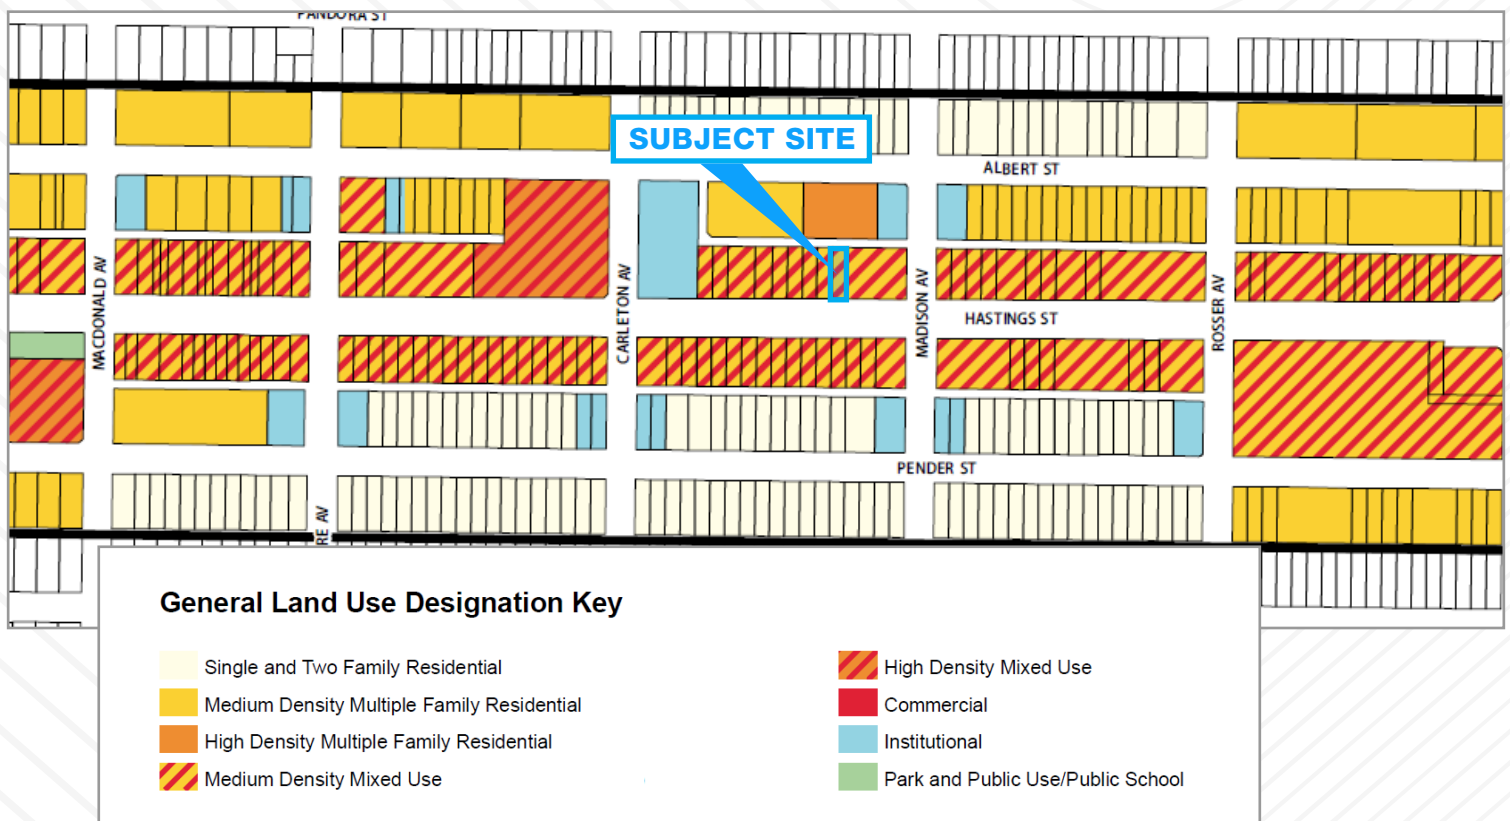 PANDORA ST
SUBJECT SITE
ALBERT ST
MACDONALD AV
CARLETON AV
MADISON AV
ROSSER AV
HASTINGS ST
PENDER ST
RE AV
General Land Use Designation Key
Single and Two Family Residential
Medium Density Multiple Family Residential
High Density Multiple Family Residential
Medium Density Mixed Use
High Density Mixed Use
Commercial
Institutional
Park and Public Use/Public School